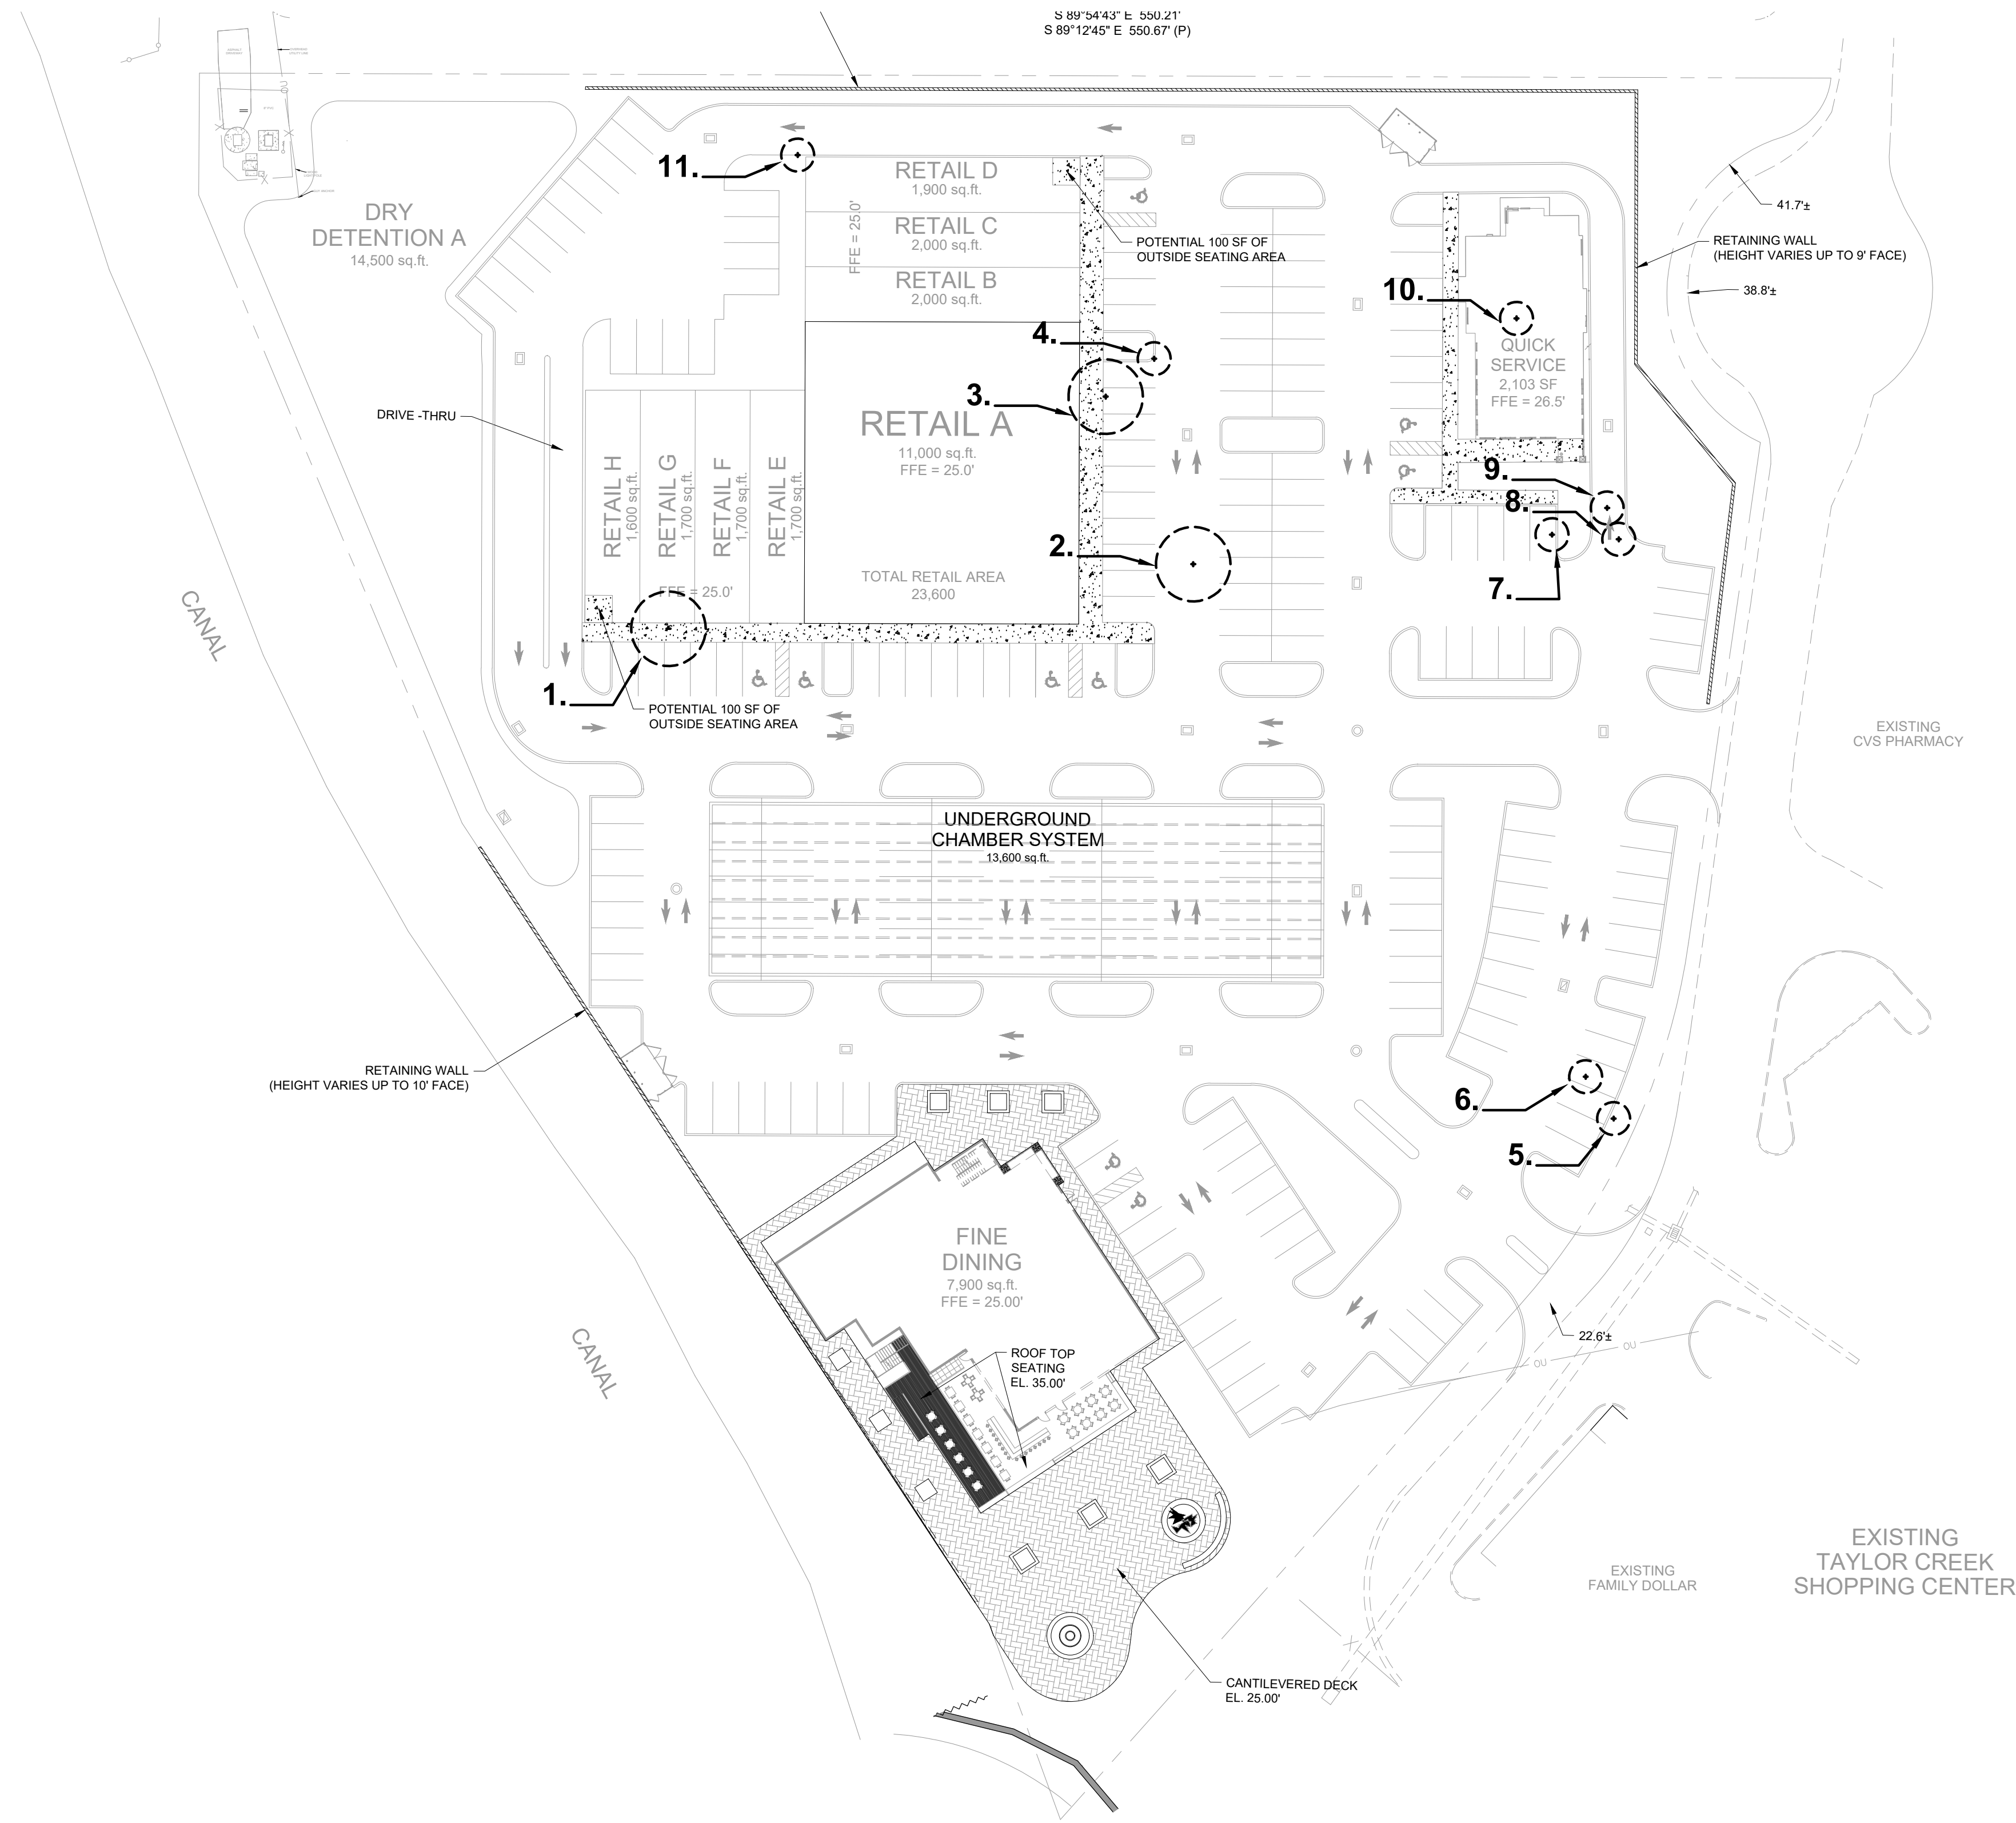 S 89°54'43" E 550.21'
S 89°12'45" E 550.67' (P)
11.
RETAIL D
1,900 sq.ft.
RETAIL C
2,000 sq.ft.
RETAIL B
2,000 sq.ft.
FFE = 25.0'
DRY
DETENTION A
14,500 sq.ft.
POTENTIAL 100 SF OF
OUTSIDE SEATING AREA
41.7'±
RETAINING WALL
(HEIGHT VARIES UP TO 9' FACE)
38.8'±
10.
QUICK
SERVICE
2,103 SF
FFE = 26.5'
4.
3.
DRIVE -THRU
RETAIL A
11,000 sq.ft.
FFE = 25.0'
RETAIL H
1,600 sq.ft.
RETAIL G
1,700 sq.ft.
RETAIL F
1,700 sq.ft.
RETAIL E
1,700 sq.ft.
9.
8.
2.
7.
TOTAL RETAIL AREA
23,600
FFE = 25.0'
CANAL
1.
POTENTIAL 100 SF OF
OUTSIDE SEATING AREA
EXISTING
CVS PHARMACY
UNDERGROUND
CHAMBER SYSTEM
13,600 sq.ft.
RETAINING WALL
(HEIGHT VARIES UP TO 10' FACE)
6.
5.
FINE
DINING
7,900 sq.ft.
FFE = 25.00'
CANAL
ROOF TOP
SEATING
EL. 35.00'
22.6'±
OU
OU
EXISTING
FAMILY DOLLAR
EXISTING
TAYLOR CREEK
SHOPPING CENTER
CANTILEVERED DECK
EL. 25.00'